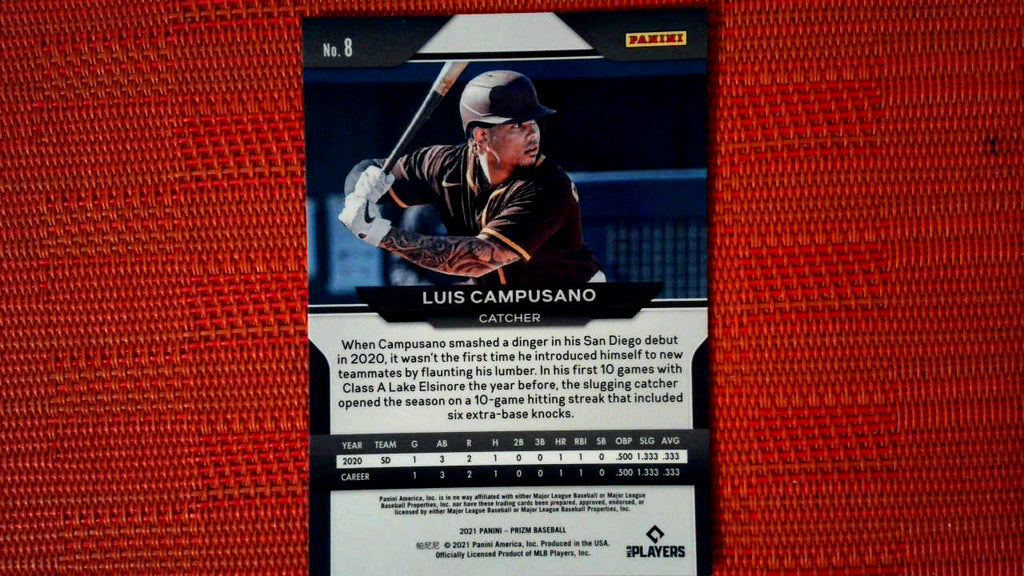 No. 8
PANINI
LUIS CAMPUSANO
CATCHER
When Campusano smashed a dinger in his San Diego debut
in 2020, it wasn't the first time he introduced himself to new
teammates by flaunting his lumber. In his first 10 games with
Class A Lake Elsinore the year before, the slugging catcher
opened the season on a 10-game hitting streak that included
six extra-base knocks.
YEAR TEAM G AB R H 2B 3B HR RBI SB OBP SLG AVG
2020 SD 1 3 2 1 0 0 1 1 0 .500 1.333 .333
CAREER 1 3 2 1 0 0 1 1 0 .500 1.333 .333
Panini America, Inc. is in no way affiliated with either Major League Baseball or Major League
Baseball Properties, Inc. nor have these trading cards been prepared, approved, endorsed, or
licensed by either Major League Baseball or Major League Baseball Properties, Inc.
2021 PANINI – PRIZM BASEBALL
帕尼尼 © 2021 Panini America, Inc. Produced in the USA.
Officially Licensed Product of MLB Players, Inc.
MLB PLAYERS